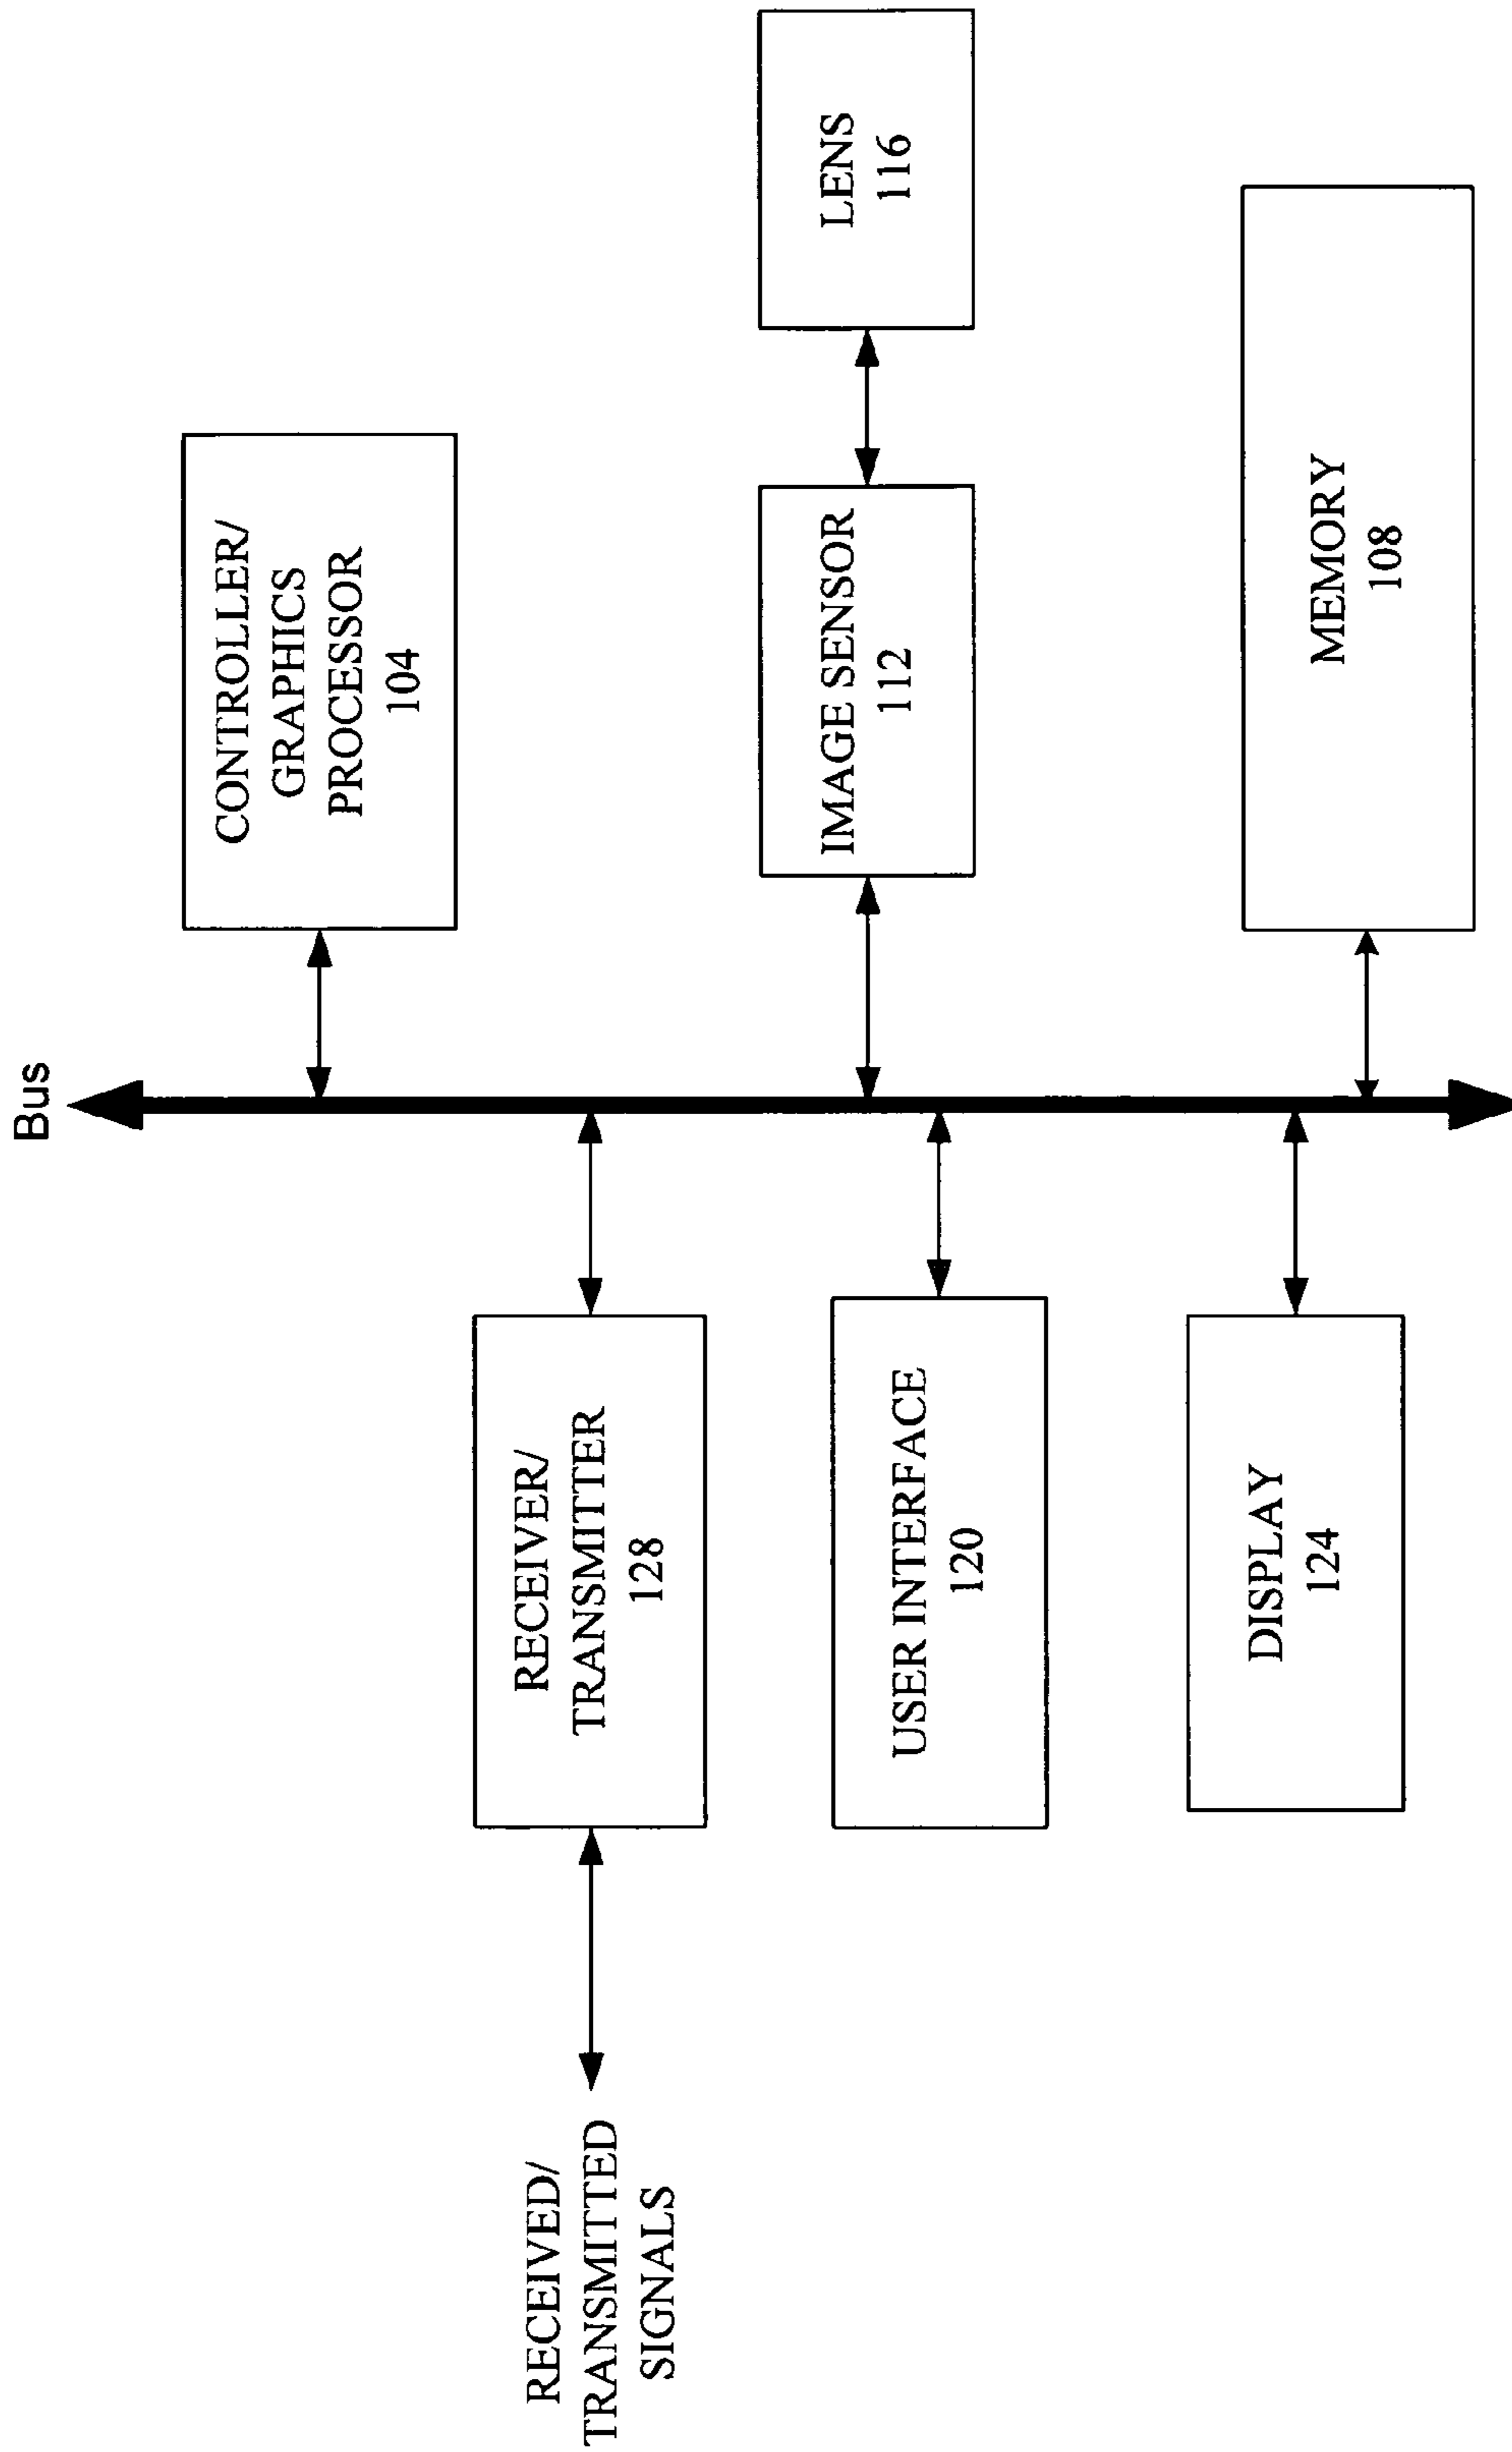 Bus
CONTROLLER/
GRAPHICS
PROCESSOR
104
RECEIVED/
TRANSMITTED
SIGNALS
RECEIVER/
TRANSMITTER
128
IMAGE SENSOR
112
LENS
116
USER INTERFACE
120
DISPLAY
124
MEMORY
108